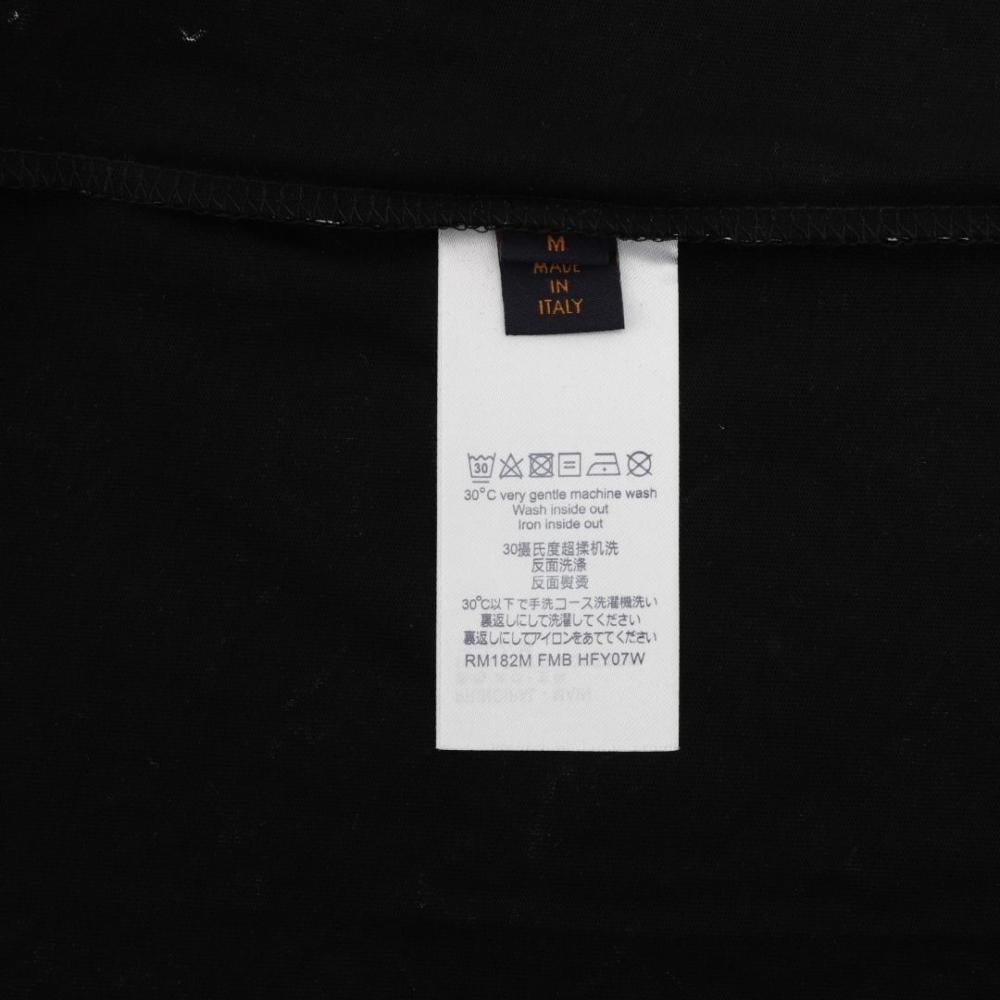 M
MADE
IN
ITALY
30
30°C very gentle machine wash
Wash inside out
Iron inside out
30摄氏度超揉机洗
反面洗涤
反面熨烫
30℃以下で手洗コース洗濯機洗い
裏返しにして洗濯してください
裏返しにしてアイロンをあててください
RM182M FMB HFY07W